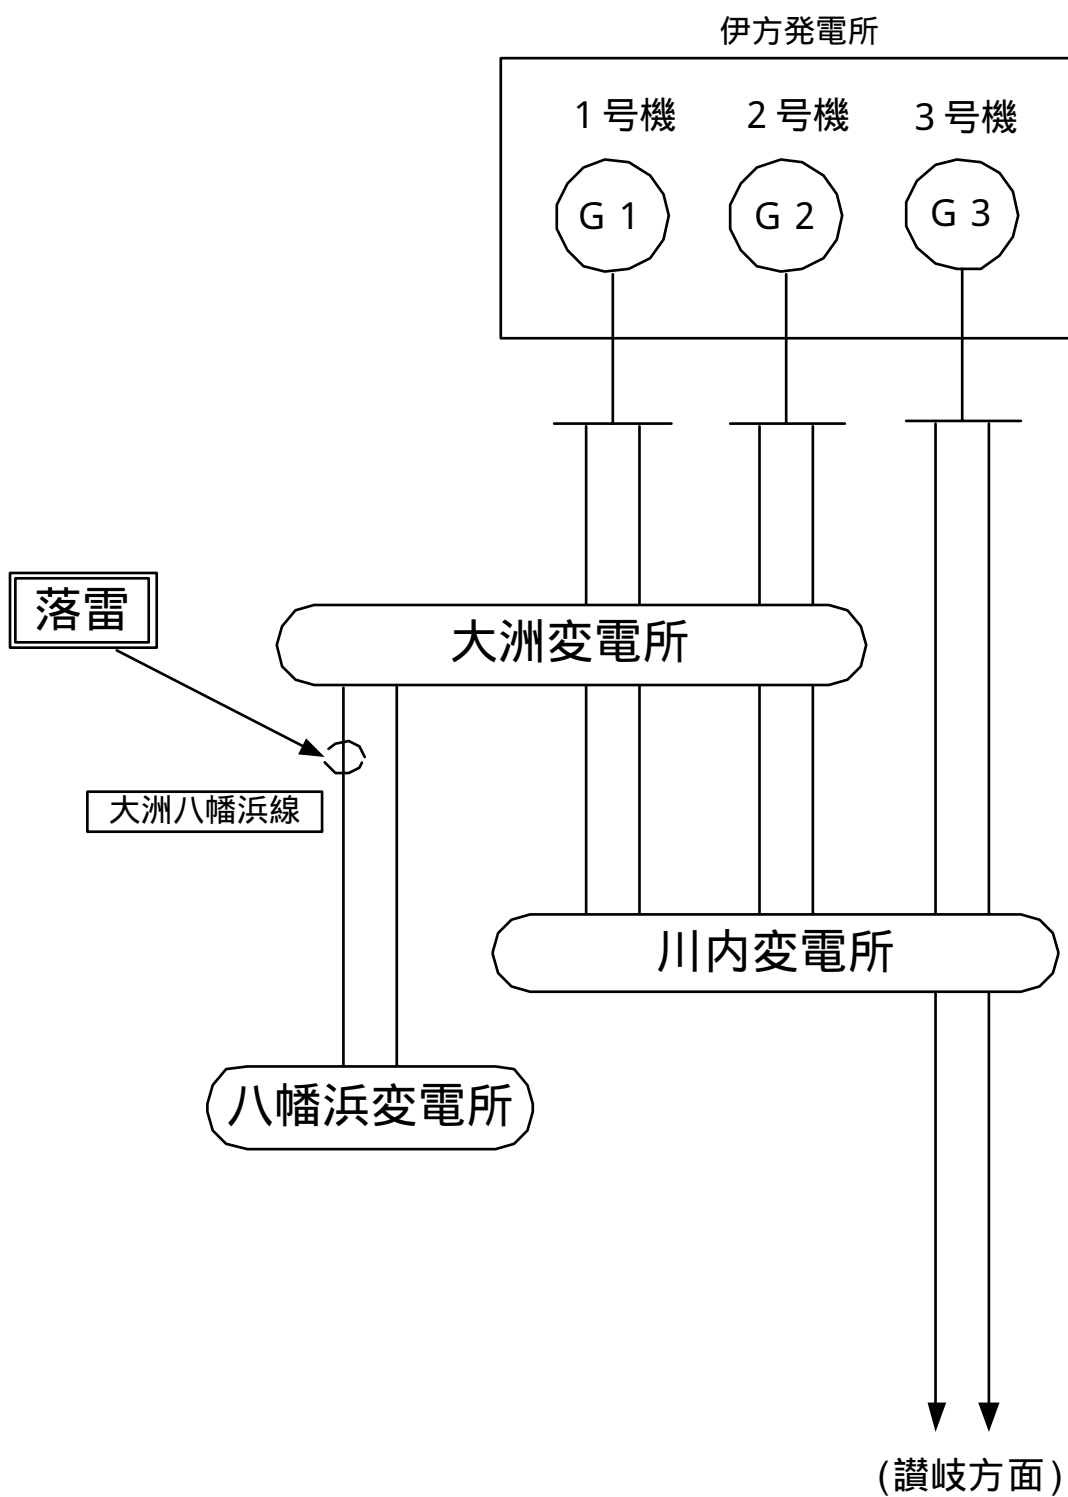 伊方発電所
1号機 2号機 3号機
G 1 G 2 G 3
落雷
大洲変電所
大洲八幡浜線
川内変電所
八幡浜変電所
(讃岐方面)